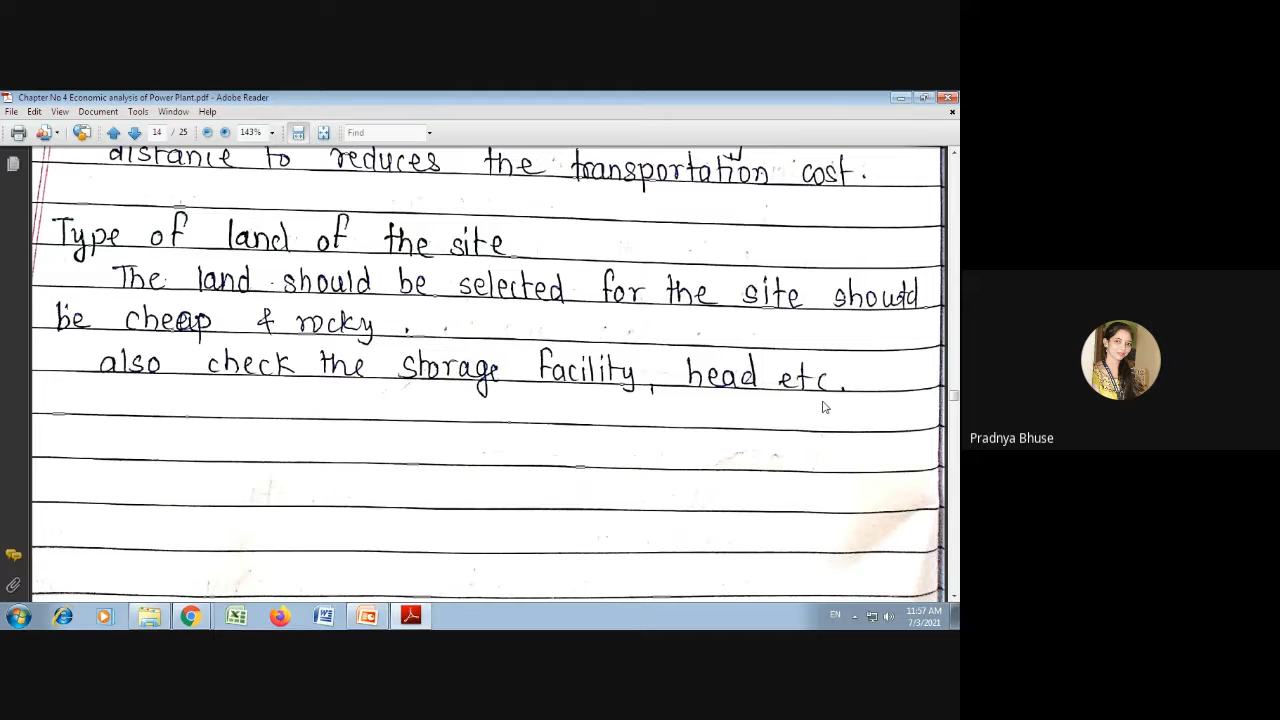 Chapter No 4 Economic analysis of Power Plant.pdf - Adobe Reader
File Edit View Document Tools Window Help
14 / 25 143% Find
distance to reduces the transportation cost.
Type of land of the site
The land should be selected for the site should
be cheap & rocky.
also check the storage facility, head etc.
Pradnya Bhuse
EN 11:57 AM
7/3/2021